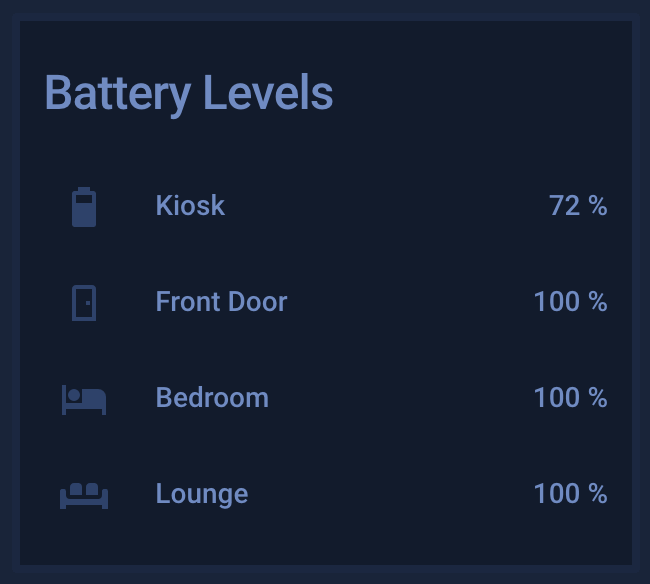 Battery Levels
Kiosk 72 %
Front Door 100 %
Bedroom 100 %
Lounge 100 %